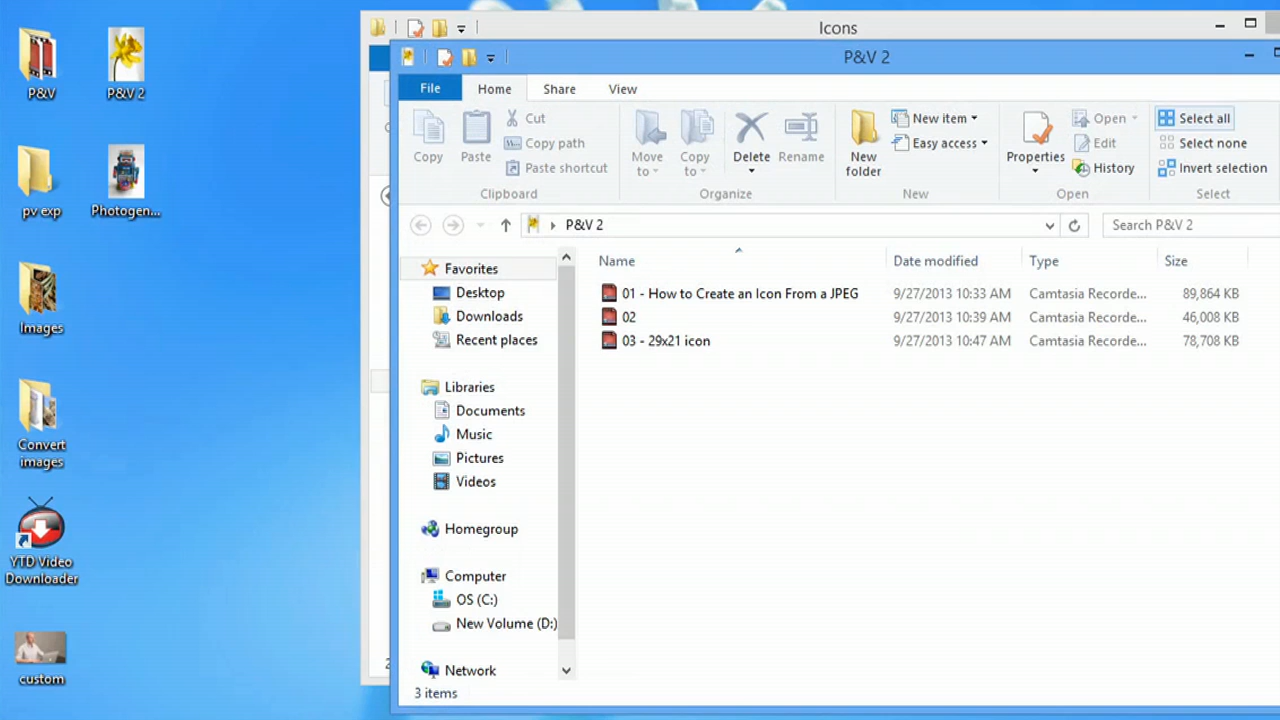 P&V
P&V 2
pv exp
Photogen...
Images
Convert
images
YTD Video
Downloader
custom
Icons
P&V 2
File
Home
Share
View
Copy
Paste
Cut
Copy path
Paste shortcut
Clipboard
Move
to
Copy
to
Delete
Rename
Organize
New
folder
New item
Easy access
New
Properties
Open
Edit
History
Open
Select all
Select none
Invert selection
Select
P&V 2
Search P&V 2
Favorites
Desktop
Downloads
Recent places
Libraries
Documents
Music
Pictures
Videos
Homegroup
Computer
OS (C:)
New Volume (D:)
Network
Name Date modified Type Size
01 - How to Create an Icon From a JPEG 9/27/2013 10:33 AM Camtasia Recorde... 89,864 KB
02 9/27/2013 10:39 AM Camtasia Recorde... 46,008 KB
03 - 29x21 icon 9/27/2013 10:47 AM Camtasia Recorde... 78,708 KB
3 items